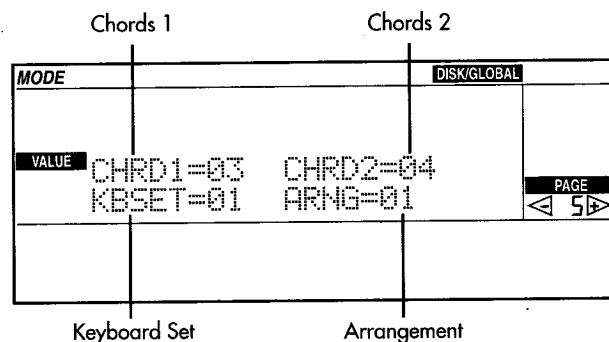 Chords 1 Chords 2
MODE DISK/GLOBAL
VALUE CHRD1=03 CHRD2=04
KBSET=01 ARNG=01
PAGE
- 5 +
Keyboard Set Arrangement